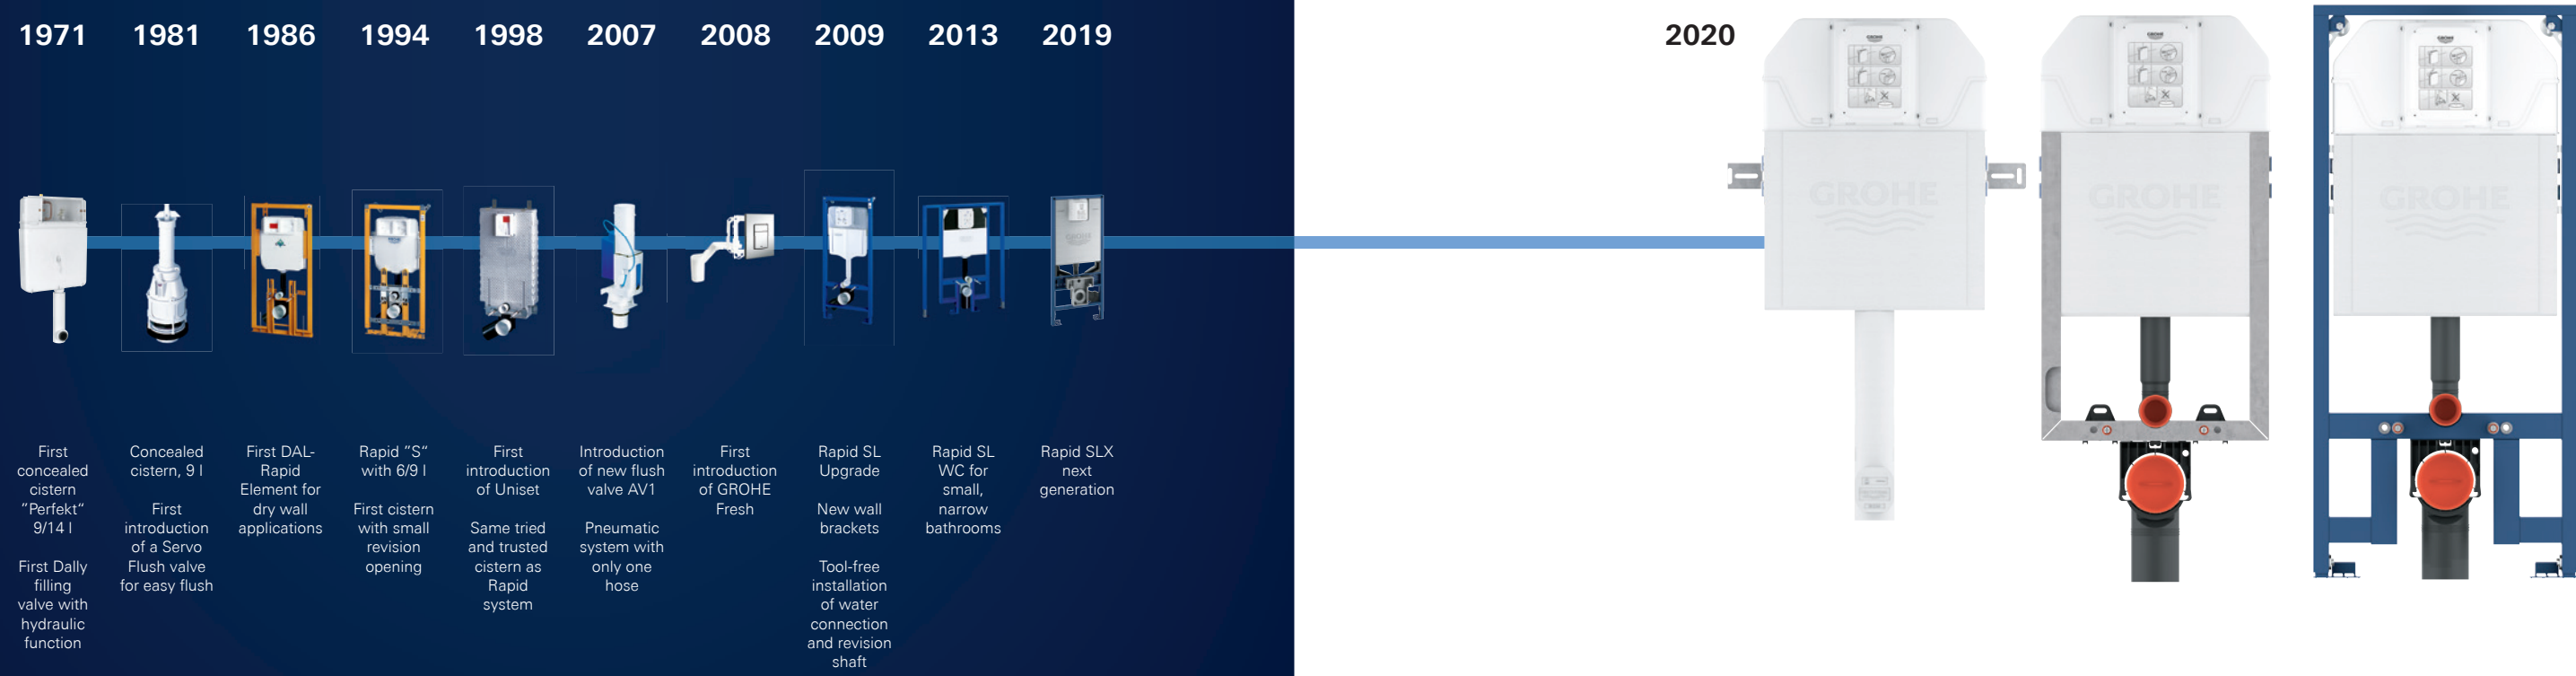 1971
1981
1986
1994
1998
2007
2008
2009
2013
2019
2020
First
concealed
cistern
"Perfekt“
9/14 l
First Dally
filling
valve with
hydraulic
function
Concealed
cistern, 9 l
First
introduction
of a Servo
Flush valve
for easy flush
First DAL-
Rapid
Element for
dry wall
applications
Rapid "S“
with 6/9 l
First cistern
with small
revision
opening
First
introduction
of Uniset
Same tried
and trusted
cistern as
Rapid
system
Introduction
of new flush
valve AV1
Pneumatic
system with
only one
hose
First
introduction
of GROHE
Fresh
Rapid SL
Upgrade
New wall
brackets
Tool-free
installation
of water
connection
and revision
shaft
Rapid SL
WC for
small,
narrow
bathrooms
Rapid SLX
next
generation
GROHE
GROHE
GROHE
GROHE
GROHE
GROHE